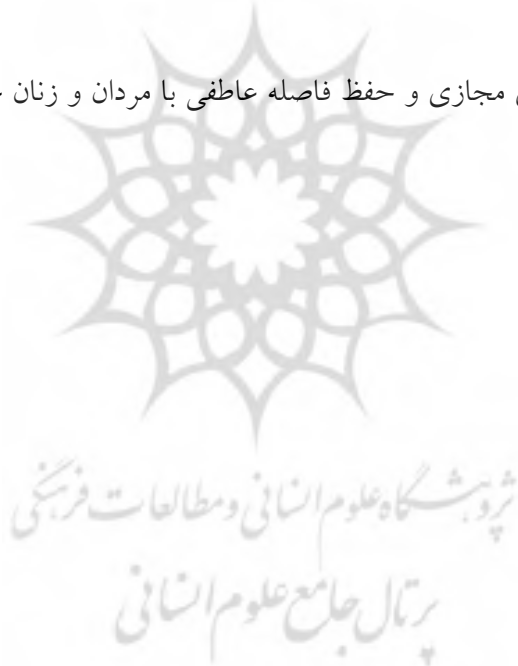 مجازی و حفظ فاصله عاطفی با مردان و زنان
پژوهشگاه علوم انسانی و مطالعات فرهنگی
پرتال جامع علوم انسانی